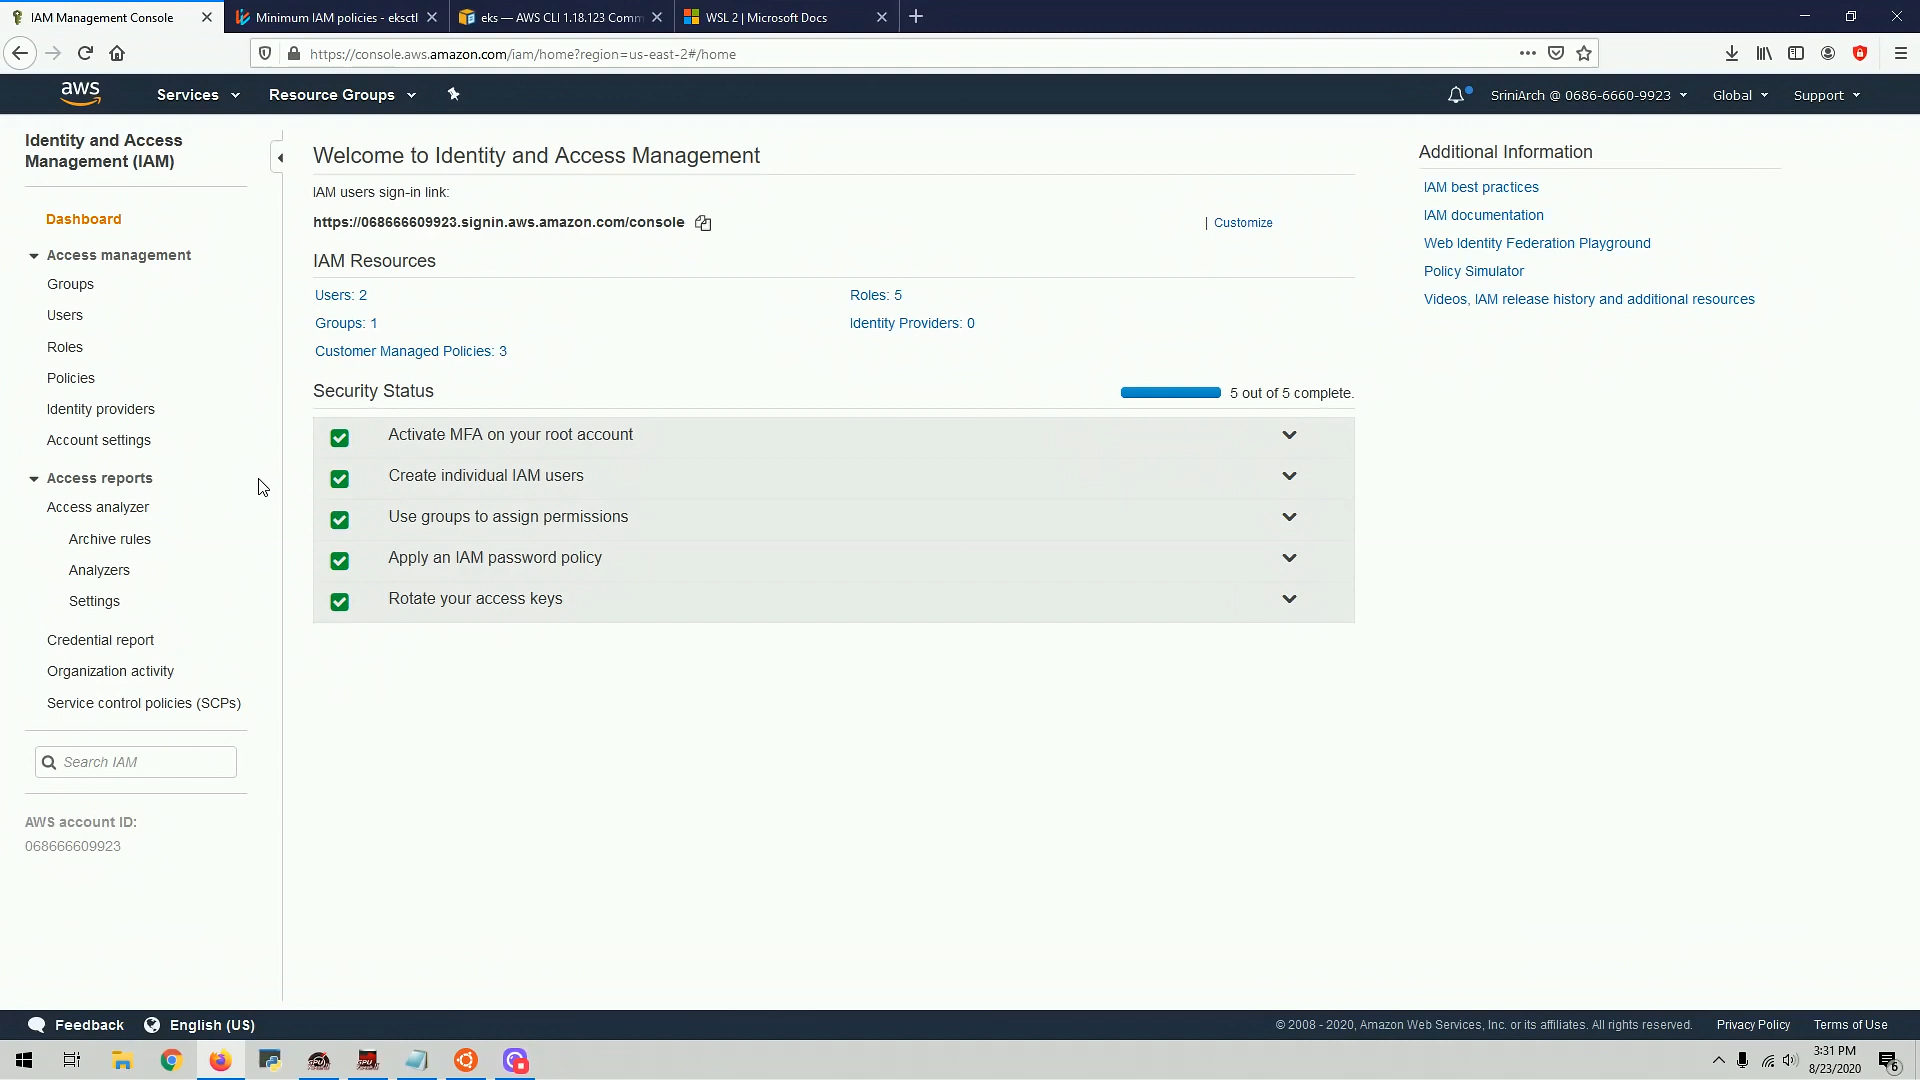 IAM Management Console
Minimum IAM policies - eksctl
eks — AWS CLI 1.18.123 Comm
WSL 2 | Microsoft Docs
https://console.aws.amazon.com/iam/home?region=us-east-2#/home
aws
Services
Resource Groups
SriniArch @ 0686-6660-9923
Global
Support
Identity and Access
Management (IAM)
Dashboard
Access management
Groups
Users
Roles
Policies
Identity providers
Account settings
Access reports
Access analyzer
Archive rules
Analyzers
Settings
Credential report
Organization activity
Service control policies (SCPs)
Search IAM
AWS account ID:
068666609923
Welcome to Identity and Access Management
IAM users sign-in link:
https://068666609923.signin.aws.amazon.com/console
| Customize
IAM Resources
Users: 2
Roles: 5
Groups: 1
Identity Providers: 0
Customer Managed Policies: 3
Security Status
5 out of 5 complete.
Activate MFA on your root account
Create individual IAM users
Use groups to assign permissions
Apply an IAM password policy
Rotate your access keys
Additional Information
IAM best practices
IAM documentation
Web Identity Federation Playground
Policy Simulator
Videos, IAM release history and additional resources
Feedback
English (US)
© 2008 - 2020, Amazon Web Services, Inc. or its affiliates. All rights reserved.
Privacy Policy
Terms of Use
3:31 PM
8/23/2020
6